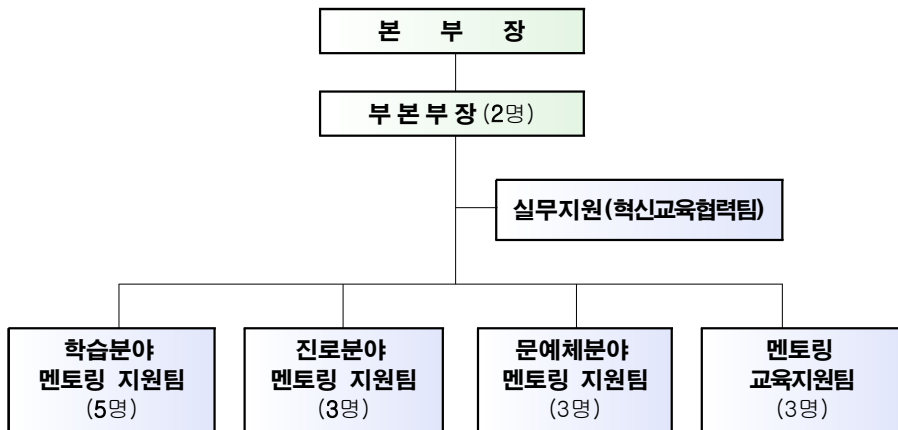 본 부 장
부 본 부 장 (2명)
실무지원(혁신교육협력팀)
학습분야
멘토링 지원팀
(5명)
진로분야
멘토링 지원팀
(3명)
문예체분야
멘토링 지원팀
(3명)
멘토링
교육지원팀
(3명)